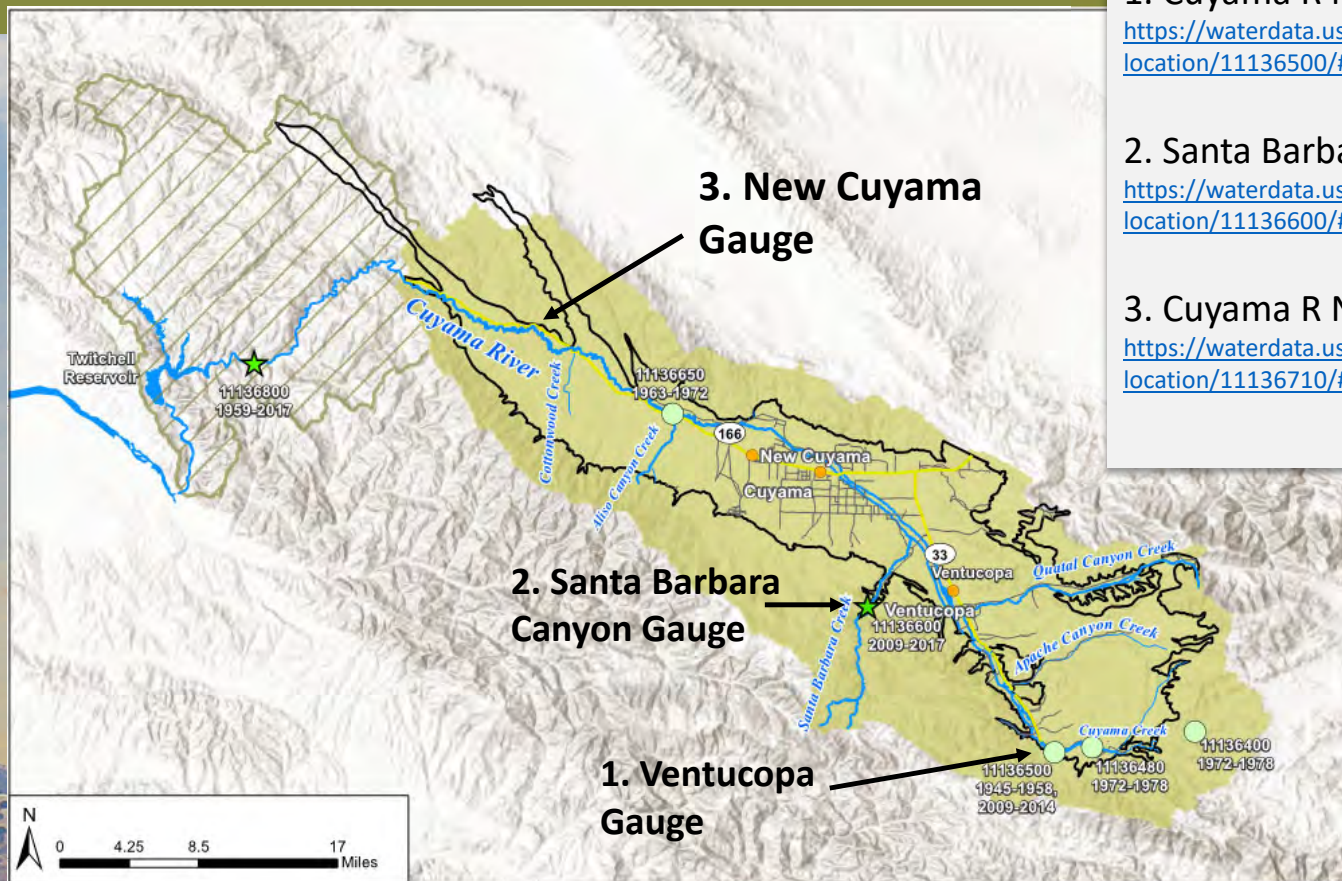 1. Cuyama R
https://waterdata.us
location/11136500/#
2. Santa Barba
https://waterdata.us
location/11136600/#
3. Cuyama R N
https://waterdata.us
location/11136710/#
3. New Cuyama
Gauge
Cuyama River
Twitchell
Reservoir
11136800
1959-2017
11136650
1963-1972
Cottonwood Creek
Aliso Canyon Creek
166
New Cuyama
Cuyama
33
Ventucopa
Quatal Canyon Creek
2. Santa Barbara
Canyon Gauge
Ventucopa
11136600
2009-2017
Santa Barbara Creek
Apache Canyon Creek
Cuyama Creek
1. Ventucopa
Gauge
11136500
1945-1958,
2009-2014
11136480
1972-1978
11136400
1972-1978
N
0 4.25 8.5 17
Miles